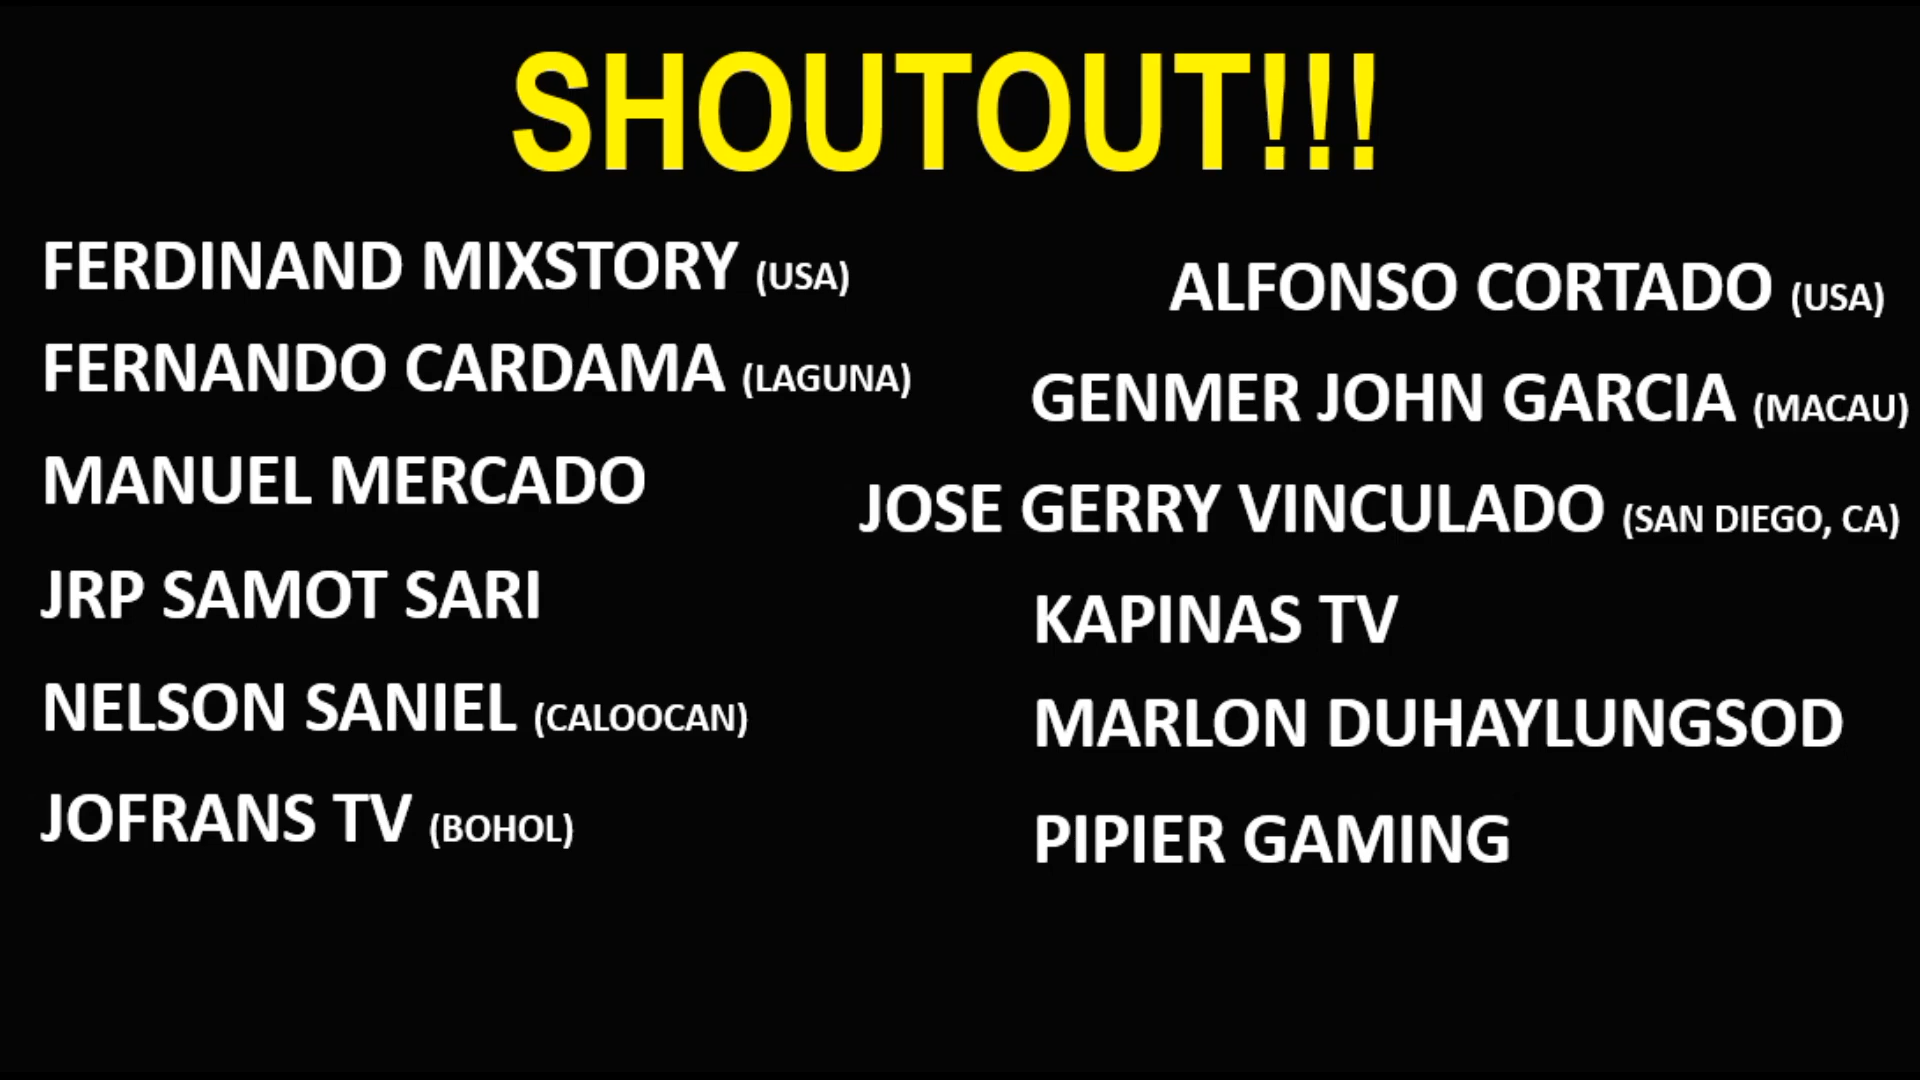 SHOUTOUT!!!
FERDINAND MIXSTORY (USA)
FERNANDO CARDAMA (LAGUNA)
MANUEL MERCADO
JRP SAMOT SARI
NELSON SANIEL (CALOOCAN)
JOFRANS TV (BOHOL)
ALFONSO CORTADO (USA)
GENMER JOHN GARCIA (MACAU)
JOSE GERRY VINCULADO (SAN DIEGO, CA)
KAPINAS TV
MARLON DUHAYLUNGSOD
PIPIER GAMING